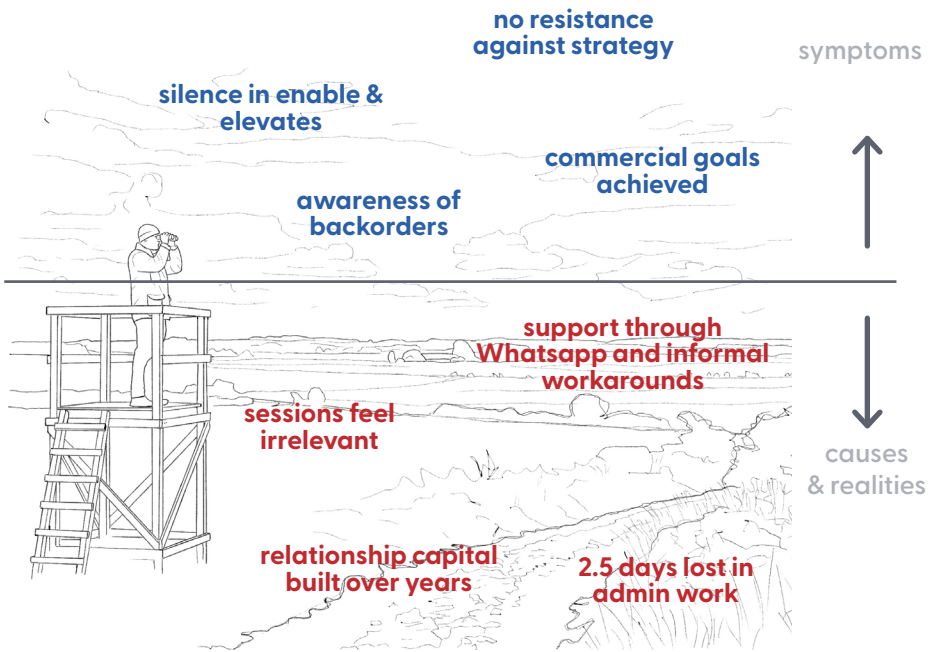 no resistance
against strategy
symptoms
silence in enable &
elevates
commercial goals
achieved
awareness of
backorders
support through
Whatsapp and informal
workarounds
sessions feel
irrelevant
causes
& realities
relationship capital
built over years
2.5 days lost in
admin work